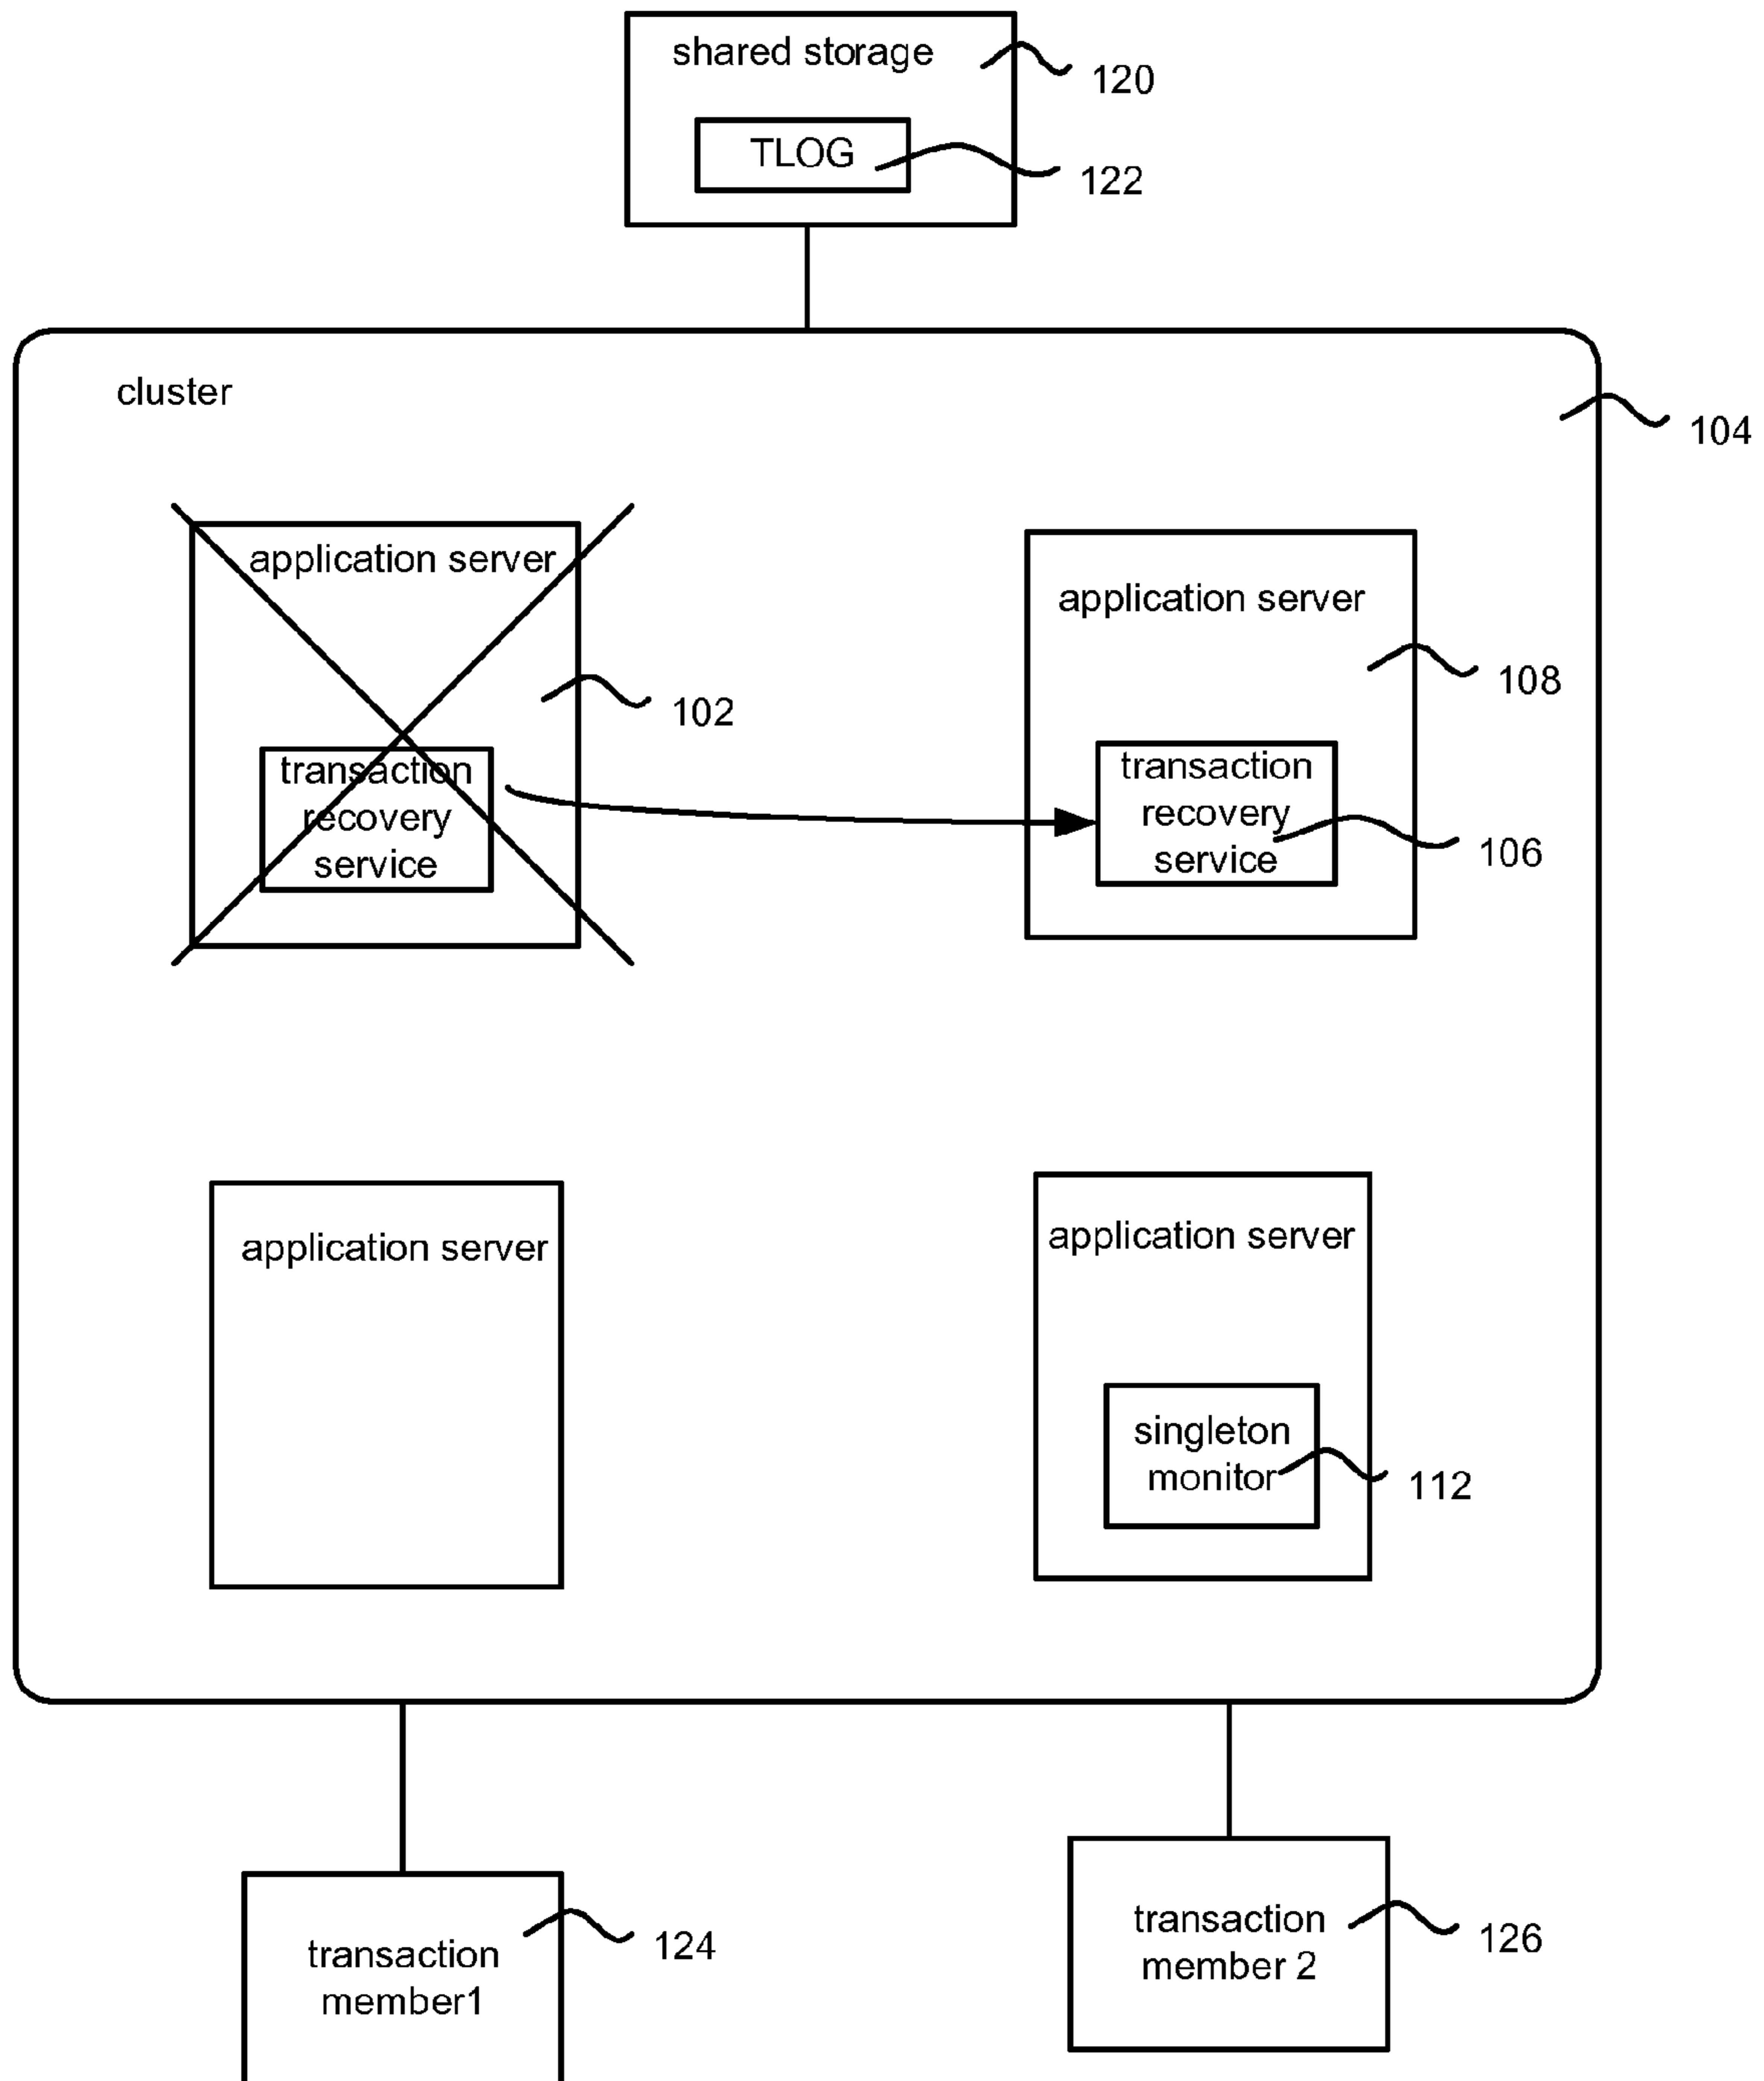 shared storage
120
TLOG
122
cluster
104
application server
102
transaction
recovery
service
application server
108
transaction
recovery
service
106
application server
application server
singleton
monitor
112
transaction
member1
124
transaction
member 2
126